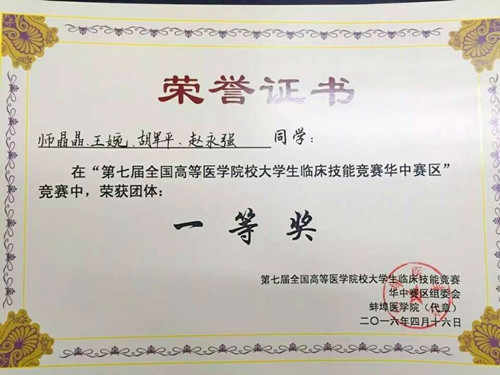 荣誉证书
师晶晶、王婉、胡军平、赵永强 同学：
在“第七届全国高等医学院校大学生临床技能竞赛华中赛区”
竞赛中，荣获团体：
一等奖
第七届全国高等医学院校大学生临床技能竞赛
华中赛区组委会
蚌埠医学院（代章）
二〇一六年四月十六日